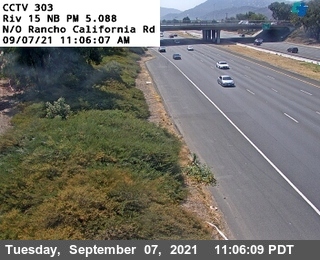 CCTV 303
Riv 15 NB PM 5.088
N/O Rancho California Rd
09/07/21 11:06:07 AM
Tuesday, September 07, 2021 11:06:09 PDT